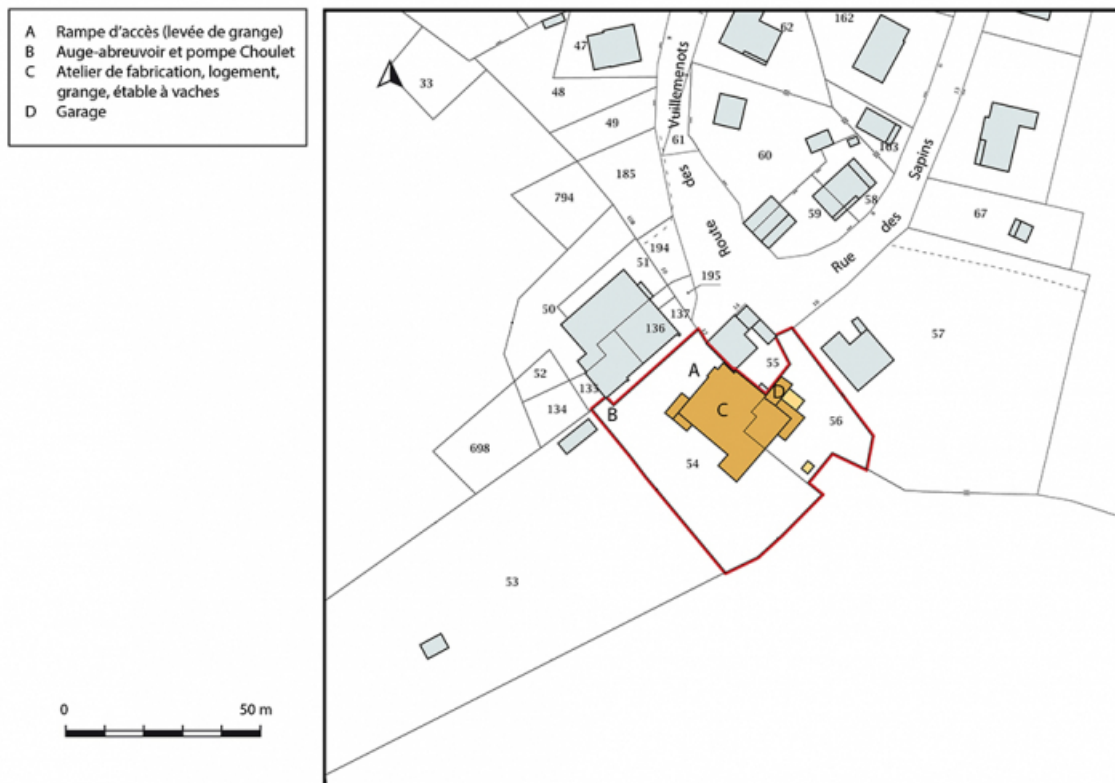 A Rampe d'accès (levée de grange)
B Auge-abreuvoir et pompe Choulet
C Atelier de fabrication, logement,
grange, étable à vaches
D Garage
0 50 m
47
62
162
33
48
49
61
60
163
185
794
59
58
67
194
51
195
50
137
136
57
52
135
55
134
A
B
C
D
56
698
54
53
Route des Vuillemenots
Rue des Sapins